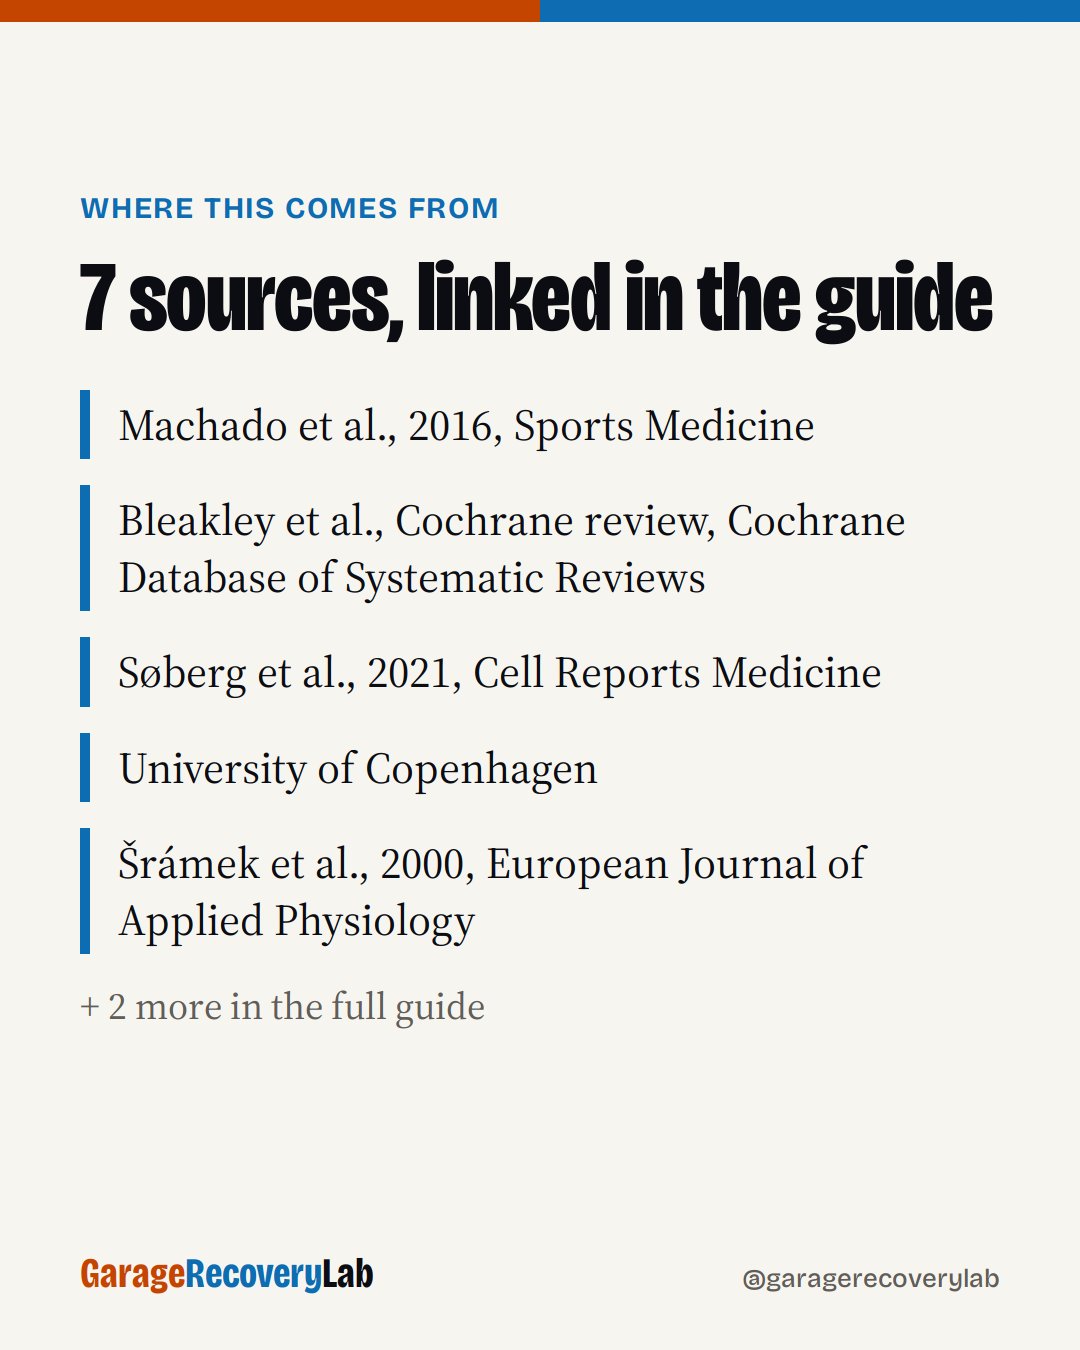 WHERE THIS COMES FROM
7 sources, linked in the guide
Machado et al., 2016, Sports Medicine
Bleakley et al., Cochrane review, Cochrane
Database of Systematic Reviews
Søberg et al., 2021, Cell Reports Medicine
University of Copenhagen
Šrámek et al., 2000, European Journal of
Applied Physiology
+ 2 more in the full guide
GarageRecoveryLab
@garagerecoverylab